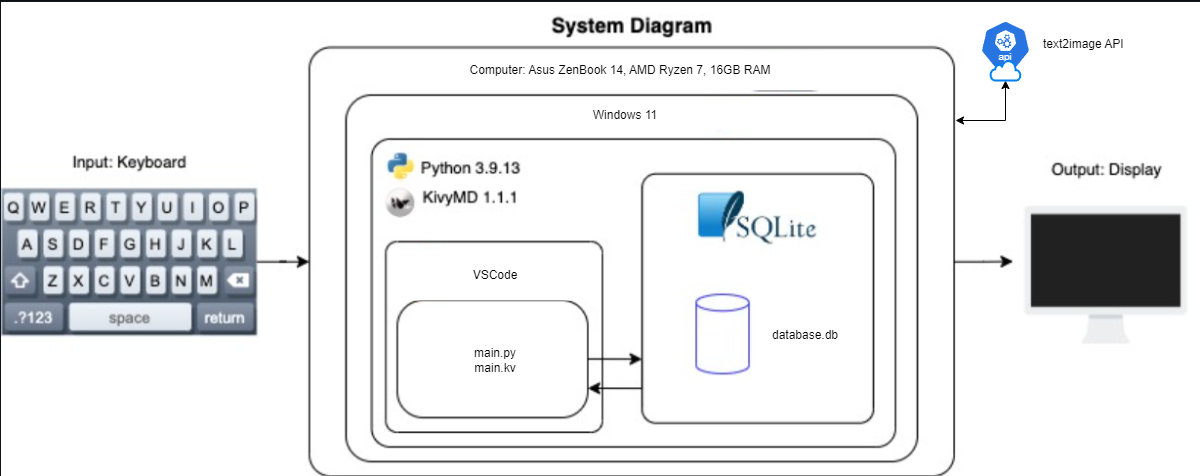 System Diagram
text2image API
api
Computer: Asus ZenBook 14, AMD Ryzen 7, 16GB RAM
Windows 11
Input: Keyboard
Python 3.9.13
KivyMD 1.1.1
Output: Display
Q W E R T Y U I O P
A S D F G H J K L
Z X C V B N M
.?123 space return
SQLite
VSCode
main.py
main.kv
database.db